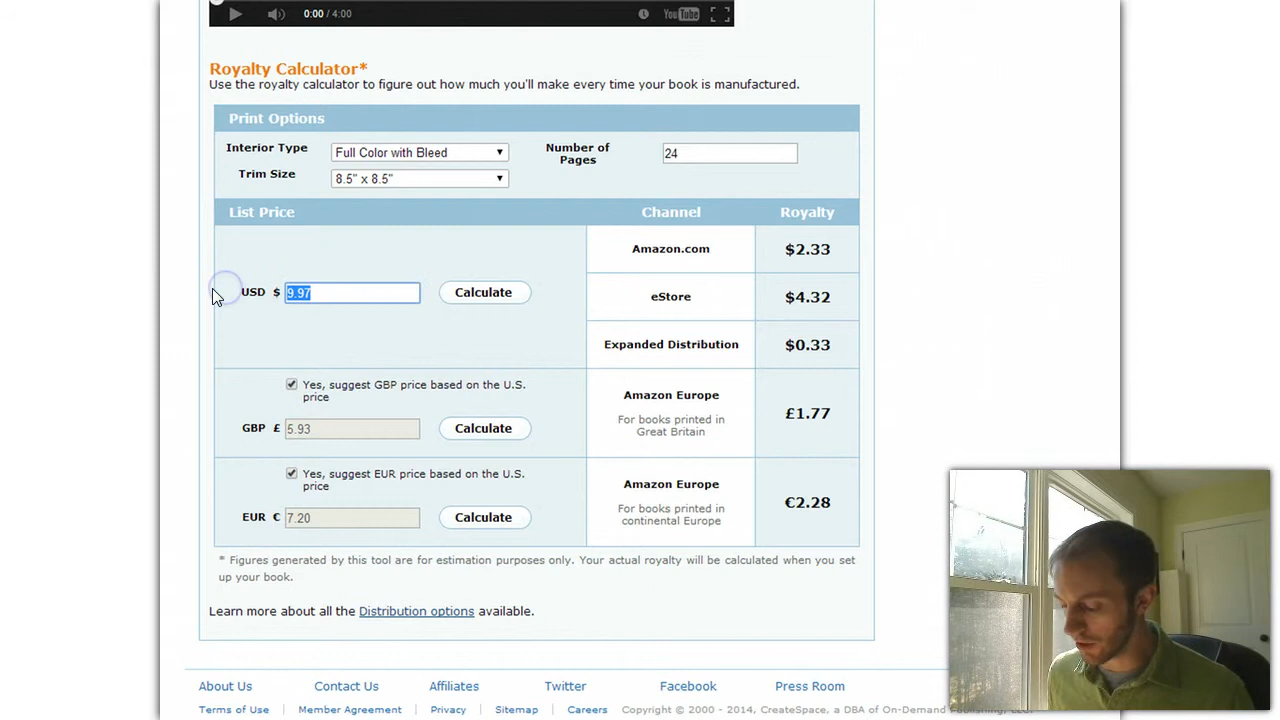 0:00 / 4:00
YouTube
Royalty Calculator*
Use the royalty calculator to figure out how much you'll make every time your book is manufactured.
Print Options
Interior Type
Full Color with Bleed
Number of
Pages
24
Trim Size
8.5" x 8.5"
List Price
Channel
Royalty
USD $
9.97
Calculate
Amazon.com
$2.33
eStore
$4.32
Expanded Distribution
$0.33
Yes, suggest GBP price based on the U.S.
price
GBP £
5.93
Calculate
Amazon Europe
For books printed in
Great Britain
£1.77
Yes, suggest EUR price based on the U.S.
price
EUR €
7.20
Calculate
Amazon Europe
For books printed in
continental Europe
€2.28
* Figures generated by this tool are for estimation purposes only. Your actual royalty will be calculated when you set
up your book.
Learn more about all the Distribution options available.
About Us Contact Us Affiliates Twitter Facebook Press Room
Terms of Use Member Agreement Privacy Sitemap Careers Copyright © 2000 - 2014, CreateSpace, a DBA of On-Demand